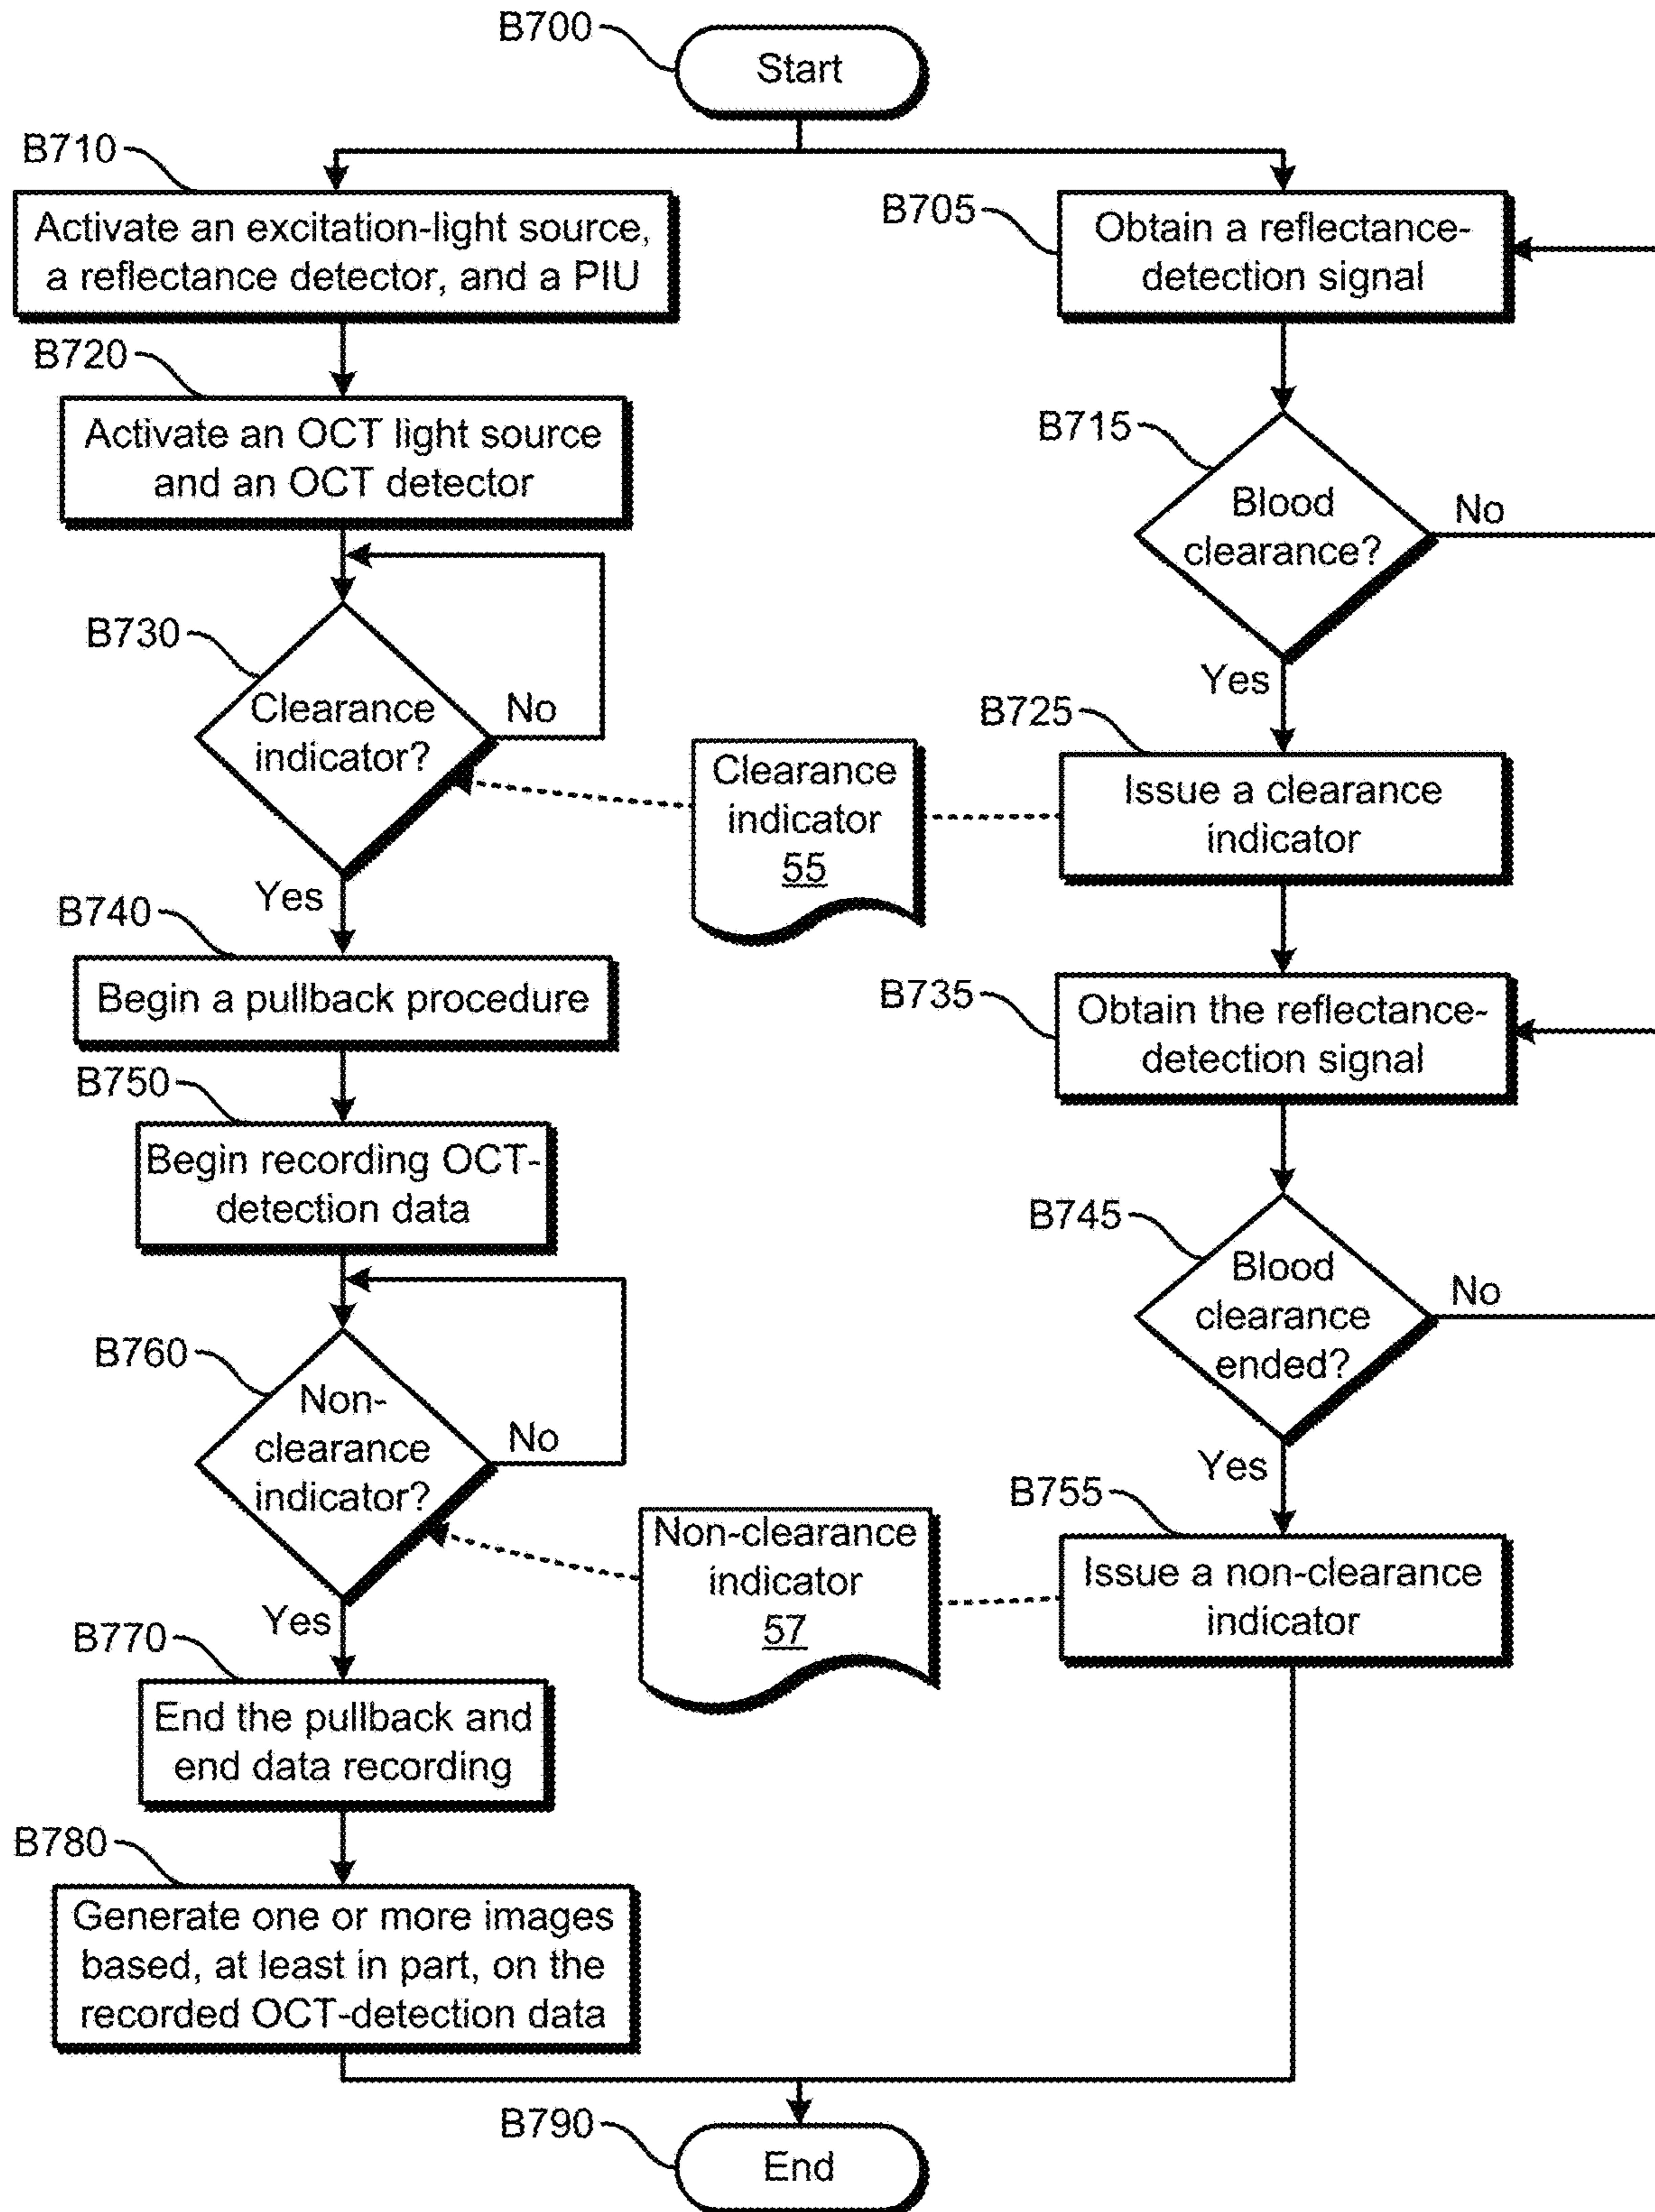 B700
Start
B710
Activate an excitation-light source,
a reflectance detector, and a PIU
B705
Obtain a reflectance-
detection signal
B720
Activate an OCT light source
and an OCT detector
B715
Blood
clearance?
No
Yes
B730
Clearance
indicator?
No
Yes
Clearance
indicator
55
B725
Issue a clearance
indicator
B740
Begin a pullback procedure
B735
Obtain the reflectance-
detection signal
B750
Begin recording OCT-
detection data
B745
Blood
clearance
ended?
No
Yes
B760
Non-
clearance
indicator?
No
Yes
Non-clearance
indicator
57
B755
Issue a non-clearance
indicator
B770
End the pullback and
end data recording
B780
Generate one or more images
based, at least in part, on the
recorded OCT-detection data
B790
End